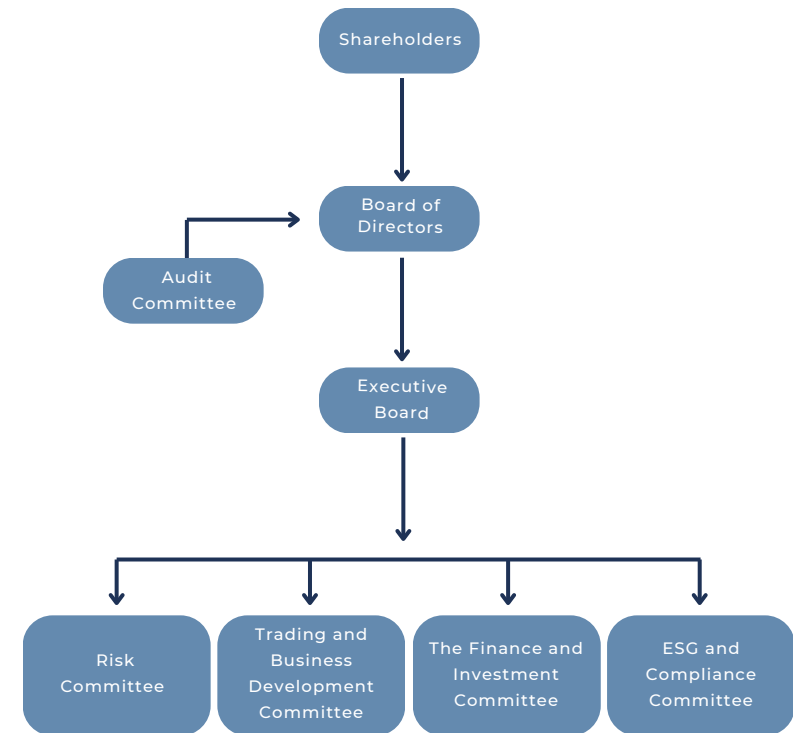 Shareholders
Board of
Directors
Audit
Committee
Executive
Board
Risk
Committee
Trading and
Business
Development
Committee
The Finance and
Investment
Committee
ESG and
Compliance
Committee